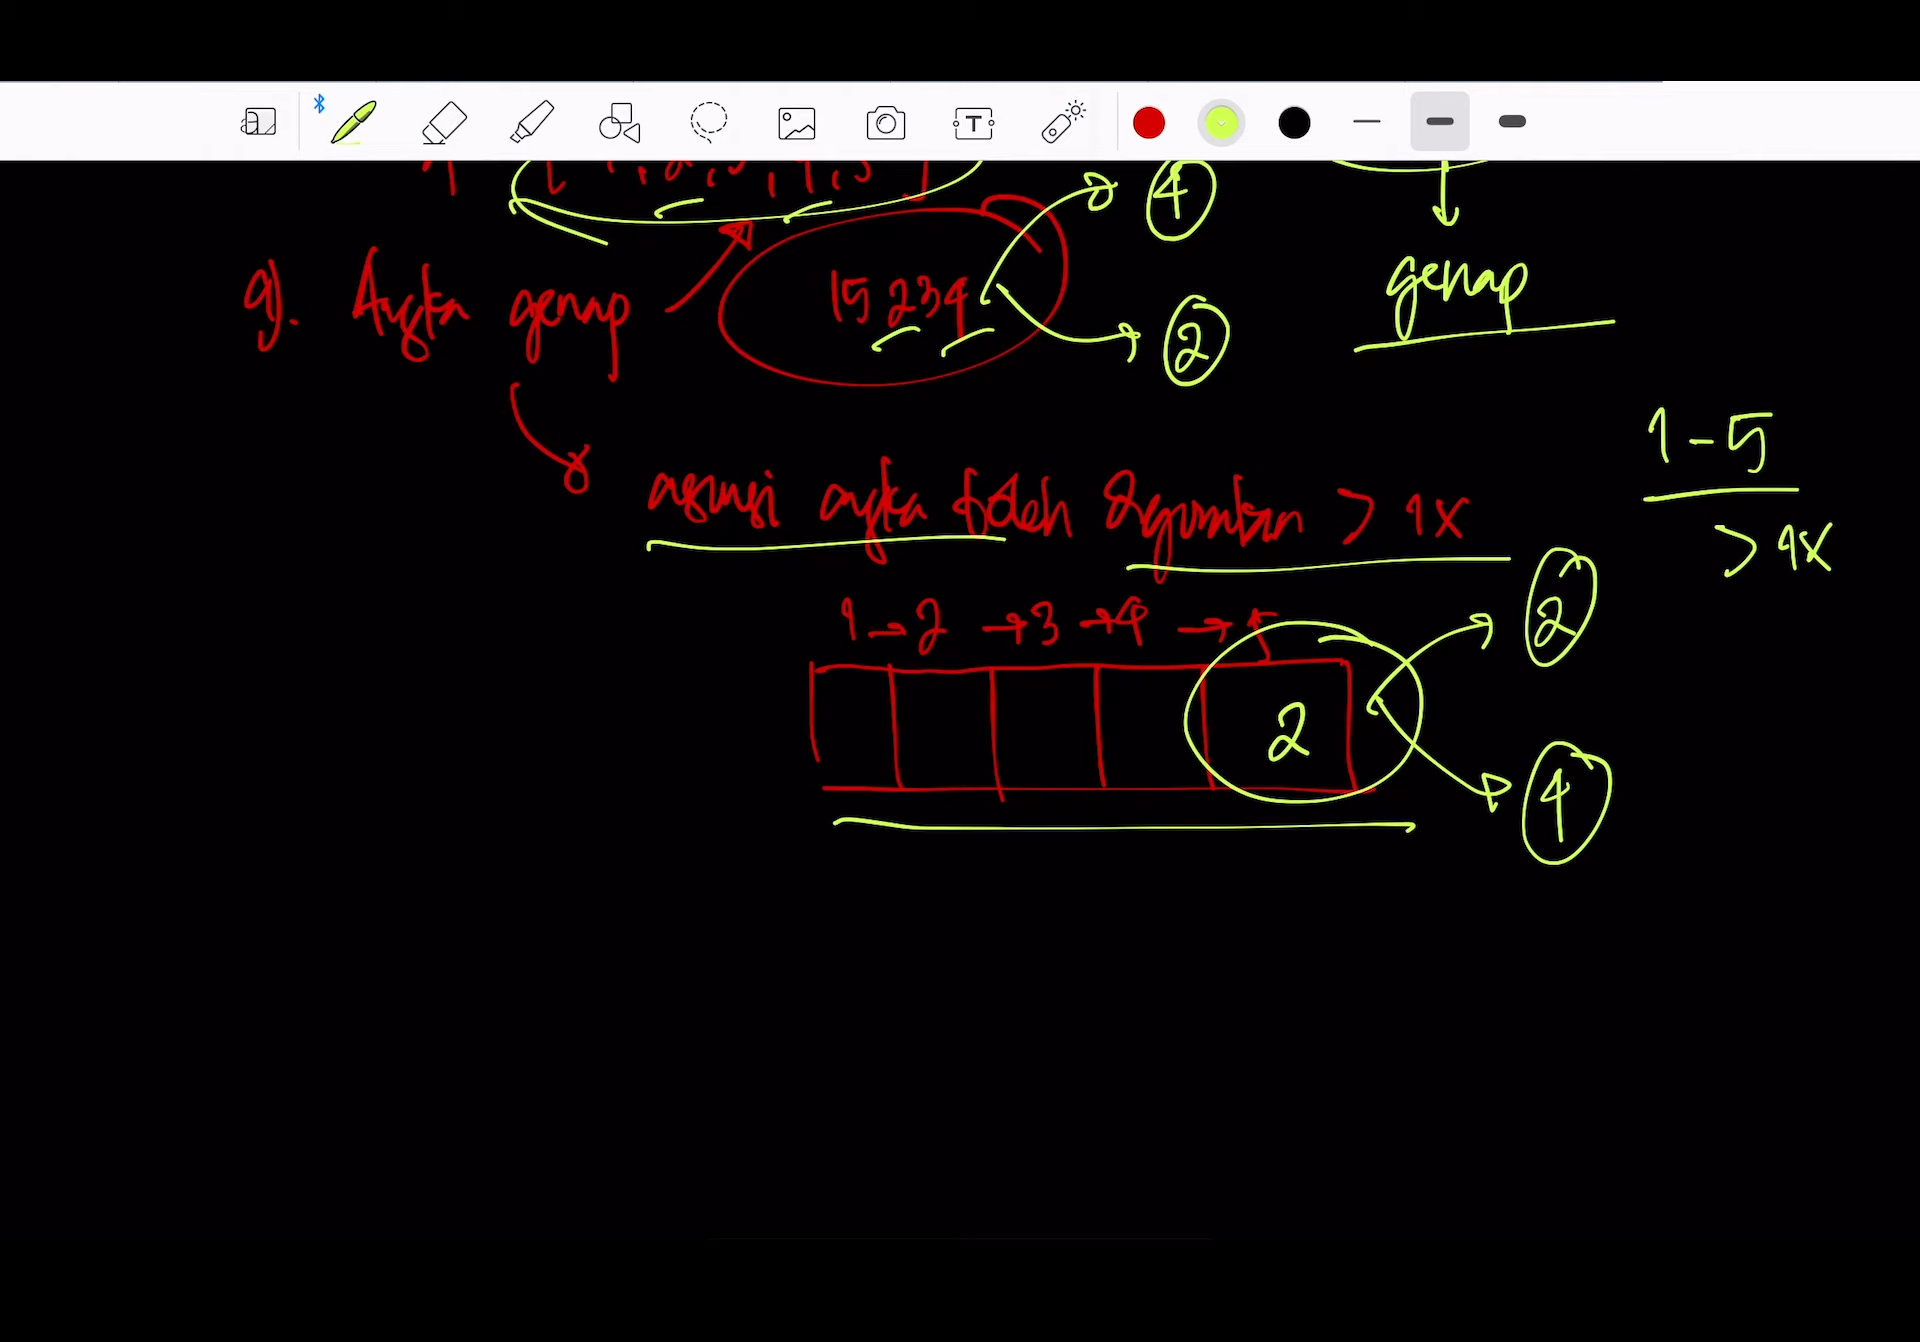 4
a). Angka genap 15234
2
genap
1-5
asumsi angka boleh digunakan > 1X
> 1X
1 → 2 → 3 → 4 → 5
2
2
4